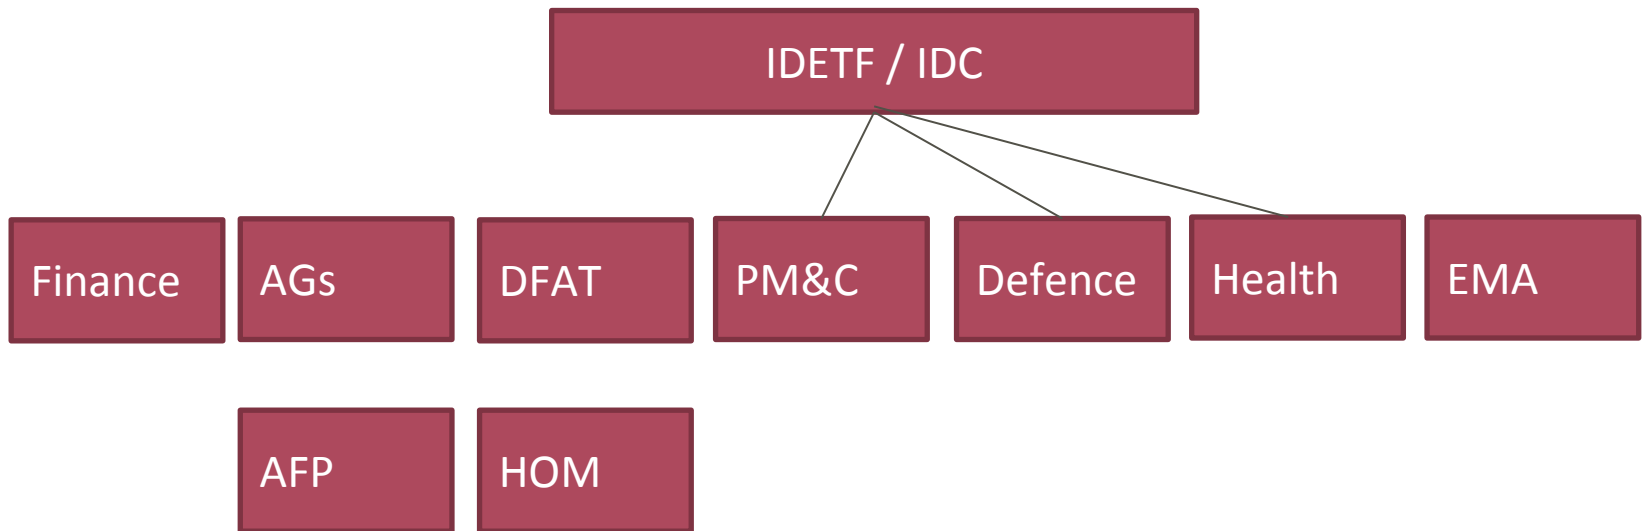 IDETF / IDC
Finance
AGs
DFAT
PM&C
Defence
Health
EMA
AFP
HOM